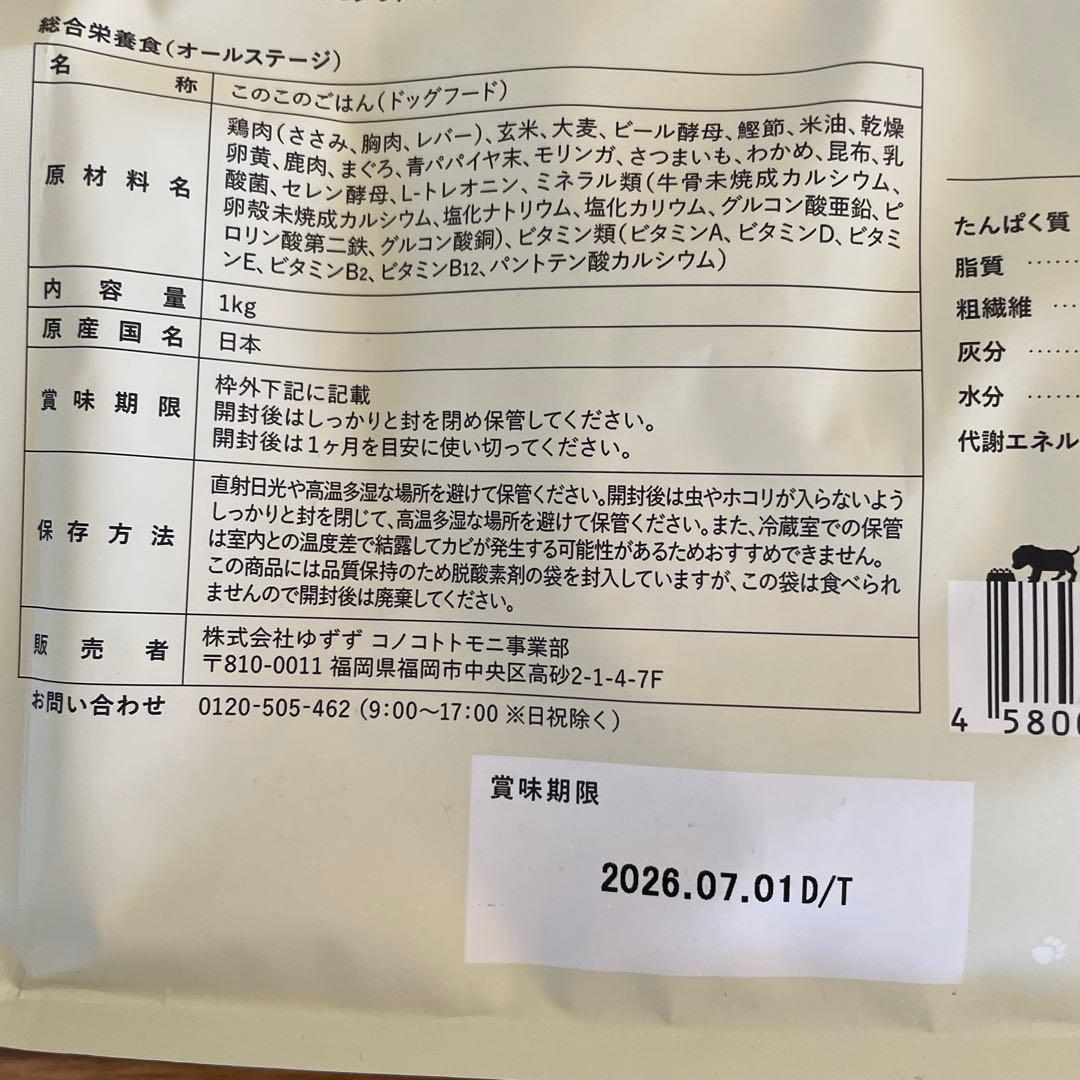 総合栄養食(オールステージ)
名称 このこのごはん(ドッグフード)
原材料名 鶏肉(ささみ、胸肉、レバー)、玄米、大麦、ビール酵母、鰹節、米油、乾燥
卵黄、鹿肉、まぐろ、青パパイヤ末、モリンガ、さつまいも、わかめ、昆布、乳
酸菌、セレン酵母、L-トレオニン、ミネラル類(牛骨未焼成カルシウム、
卵殻未焼成カルシウム、塩化ナトリウム、塩化カリウム、グルコン酸亜鉛、ピ
ロリン酸第二鉄、グルコン酸銅)、ビタミン類(ビタミンA、ビタミンD、ビタミ
ンE、ビタミンB2、ビタミンB12、パントテン酸カルシウム)
内容量 1kg
原産国名 日本
賞味期限 枠外下記に記載
開封後はしっかりと封を閉め保管してください。
開封後は1ヶ月を目安に使い切ってください。
保存方法 直射日光や高温多湿な場所を避けて保管ください。開封後は虫やホコリが入らないよう
しっかりと封を閉じて、高温多湿な場所を避けて保管ください。また、冷蔵室での保管
は室内との温度差で結露してカビが発生する可能性があるためおすすめできません。
この商品には品質保持のため脱酸素剤の袋を封入していますが、この袋は食べられ
ませんので開封後は廃棄してください。
販売者 株式会社ゆずず コノコトトモニ事業部
〒810-0011 福岡県福岡市中央区高砂2-1-4-7F
お問い合わせ 0120-505-462 (9:00〜17:00 ※日祝除く)
たんぱく質
脂質 ……
粗繊維 …
灰分 ……
水分 ……
代謝エネル
4 5800
賞味期限
2026.07.01D/T